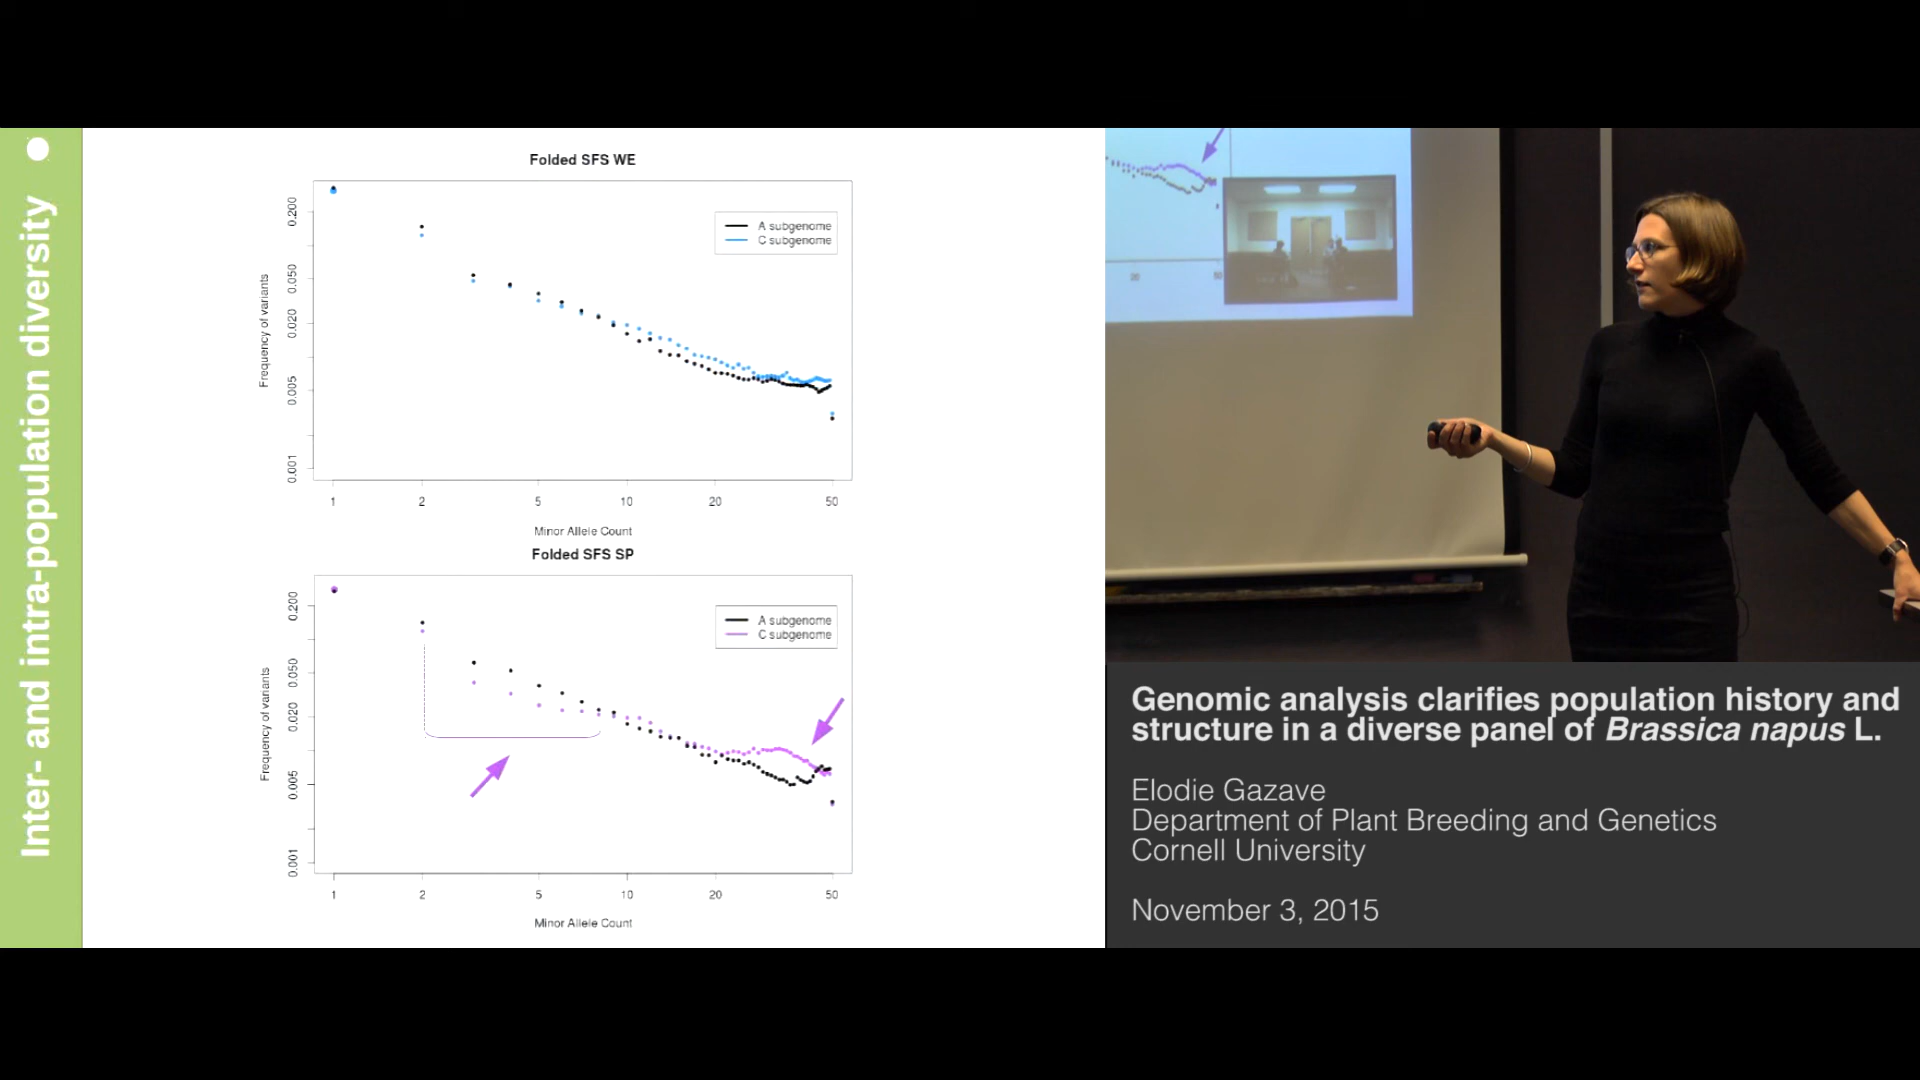 Inter- and intra-population diversity
Folded SFS WE
Frequency of variants
0.200
0.050
0.020
0.005
0.001
A subgenome
C subgenome
1 2 5 10 20 50
Minor Allele Count
Folded SFS SP
Frequency of variants
0.200
0.050
0.020
0.005
0.001
A subgenome
C subgenome
1 2 5 10 20 50
Minor Allele Count
20 50
Genomic analysis clarifies population history and
structure in a diverse panel of Brassica napus L.
Elodie Gazave
Department of Plant Breeding and Genetics
Cornell University
November 3, 2015